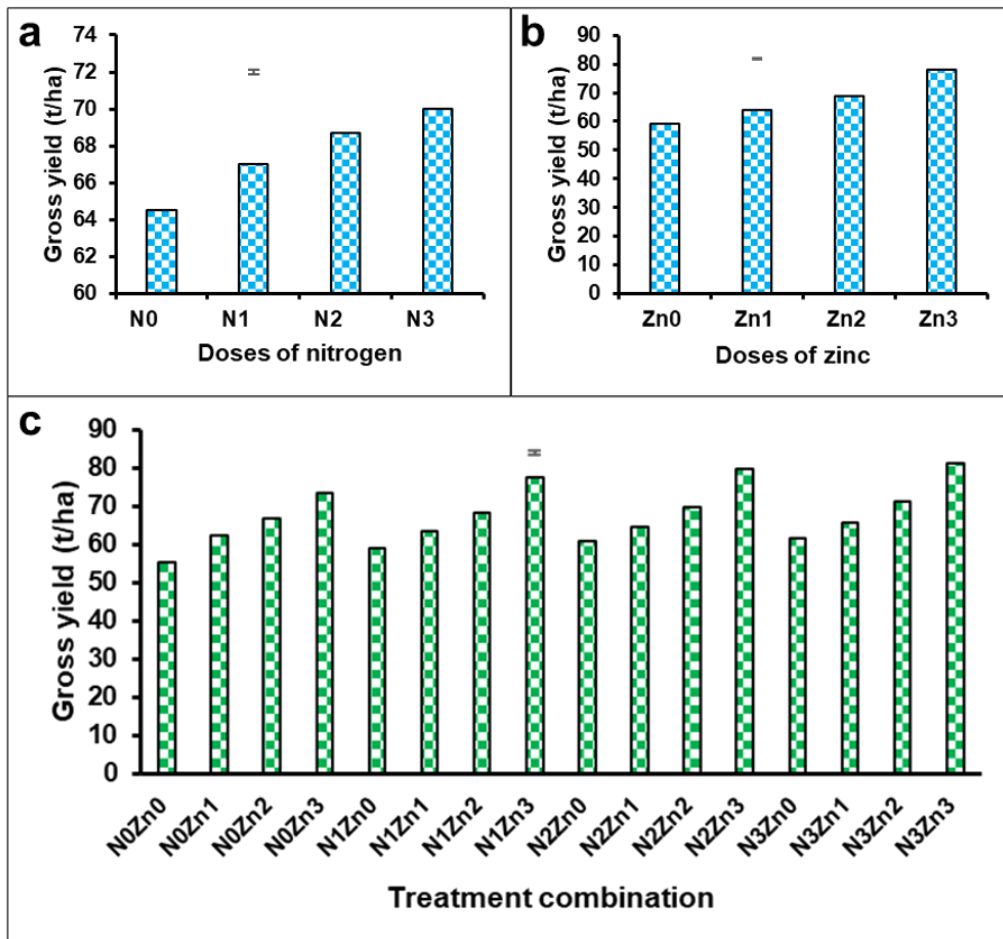 a
Gross yield (t/ha)
74
72
70
68
66
64
62
60
N0 N1 N2 N3
Doses of nitrogen
b
Gross yield (t/ha)
90
80
70
60
50
40
30
20
10
0
Zn0 Zn1 Zn2 Zn3
Doses of zinc
c
Gross yield (t/ha)
90
80
70
60
50
40
30
20
10
0
N0Zn0 N0Zn1 N0Zn2 N0Zn3 N1Zn0 N1Zn1 N1Zn2 N1Zn3 N2Zn0 N2Zn1 N2Zn2 N2Zn3 N3Zn0 N3Zn1 N3Zn2 N3Zn3
Treatment combination